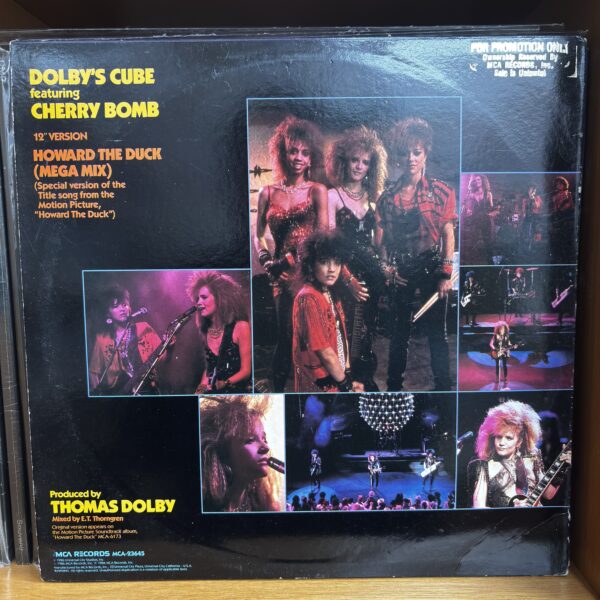 DOLBY'S CUBE
featuring
CHERRY BOMB
12" VERSION
HOWARD THE DUCK
(MEGA MIX)
(Special version of the
Title song from the
Motion Picture,
"Howard The Duck")
FOR PROMOTION ONLY
Ownership Reserved By
MCA RECORDS, Inc.
Sale Is Unlawful
Produced by
THOMAS DOLBY
Mixed by E.T. Thorngren
Original version appears on
the Motion Picture Soundtrack album,
"Howard The Duck" MCA-6173
MCA RECORDS MCA-23645